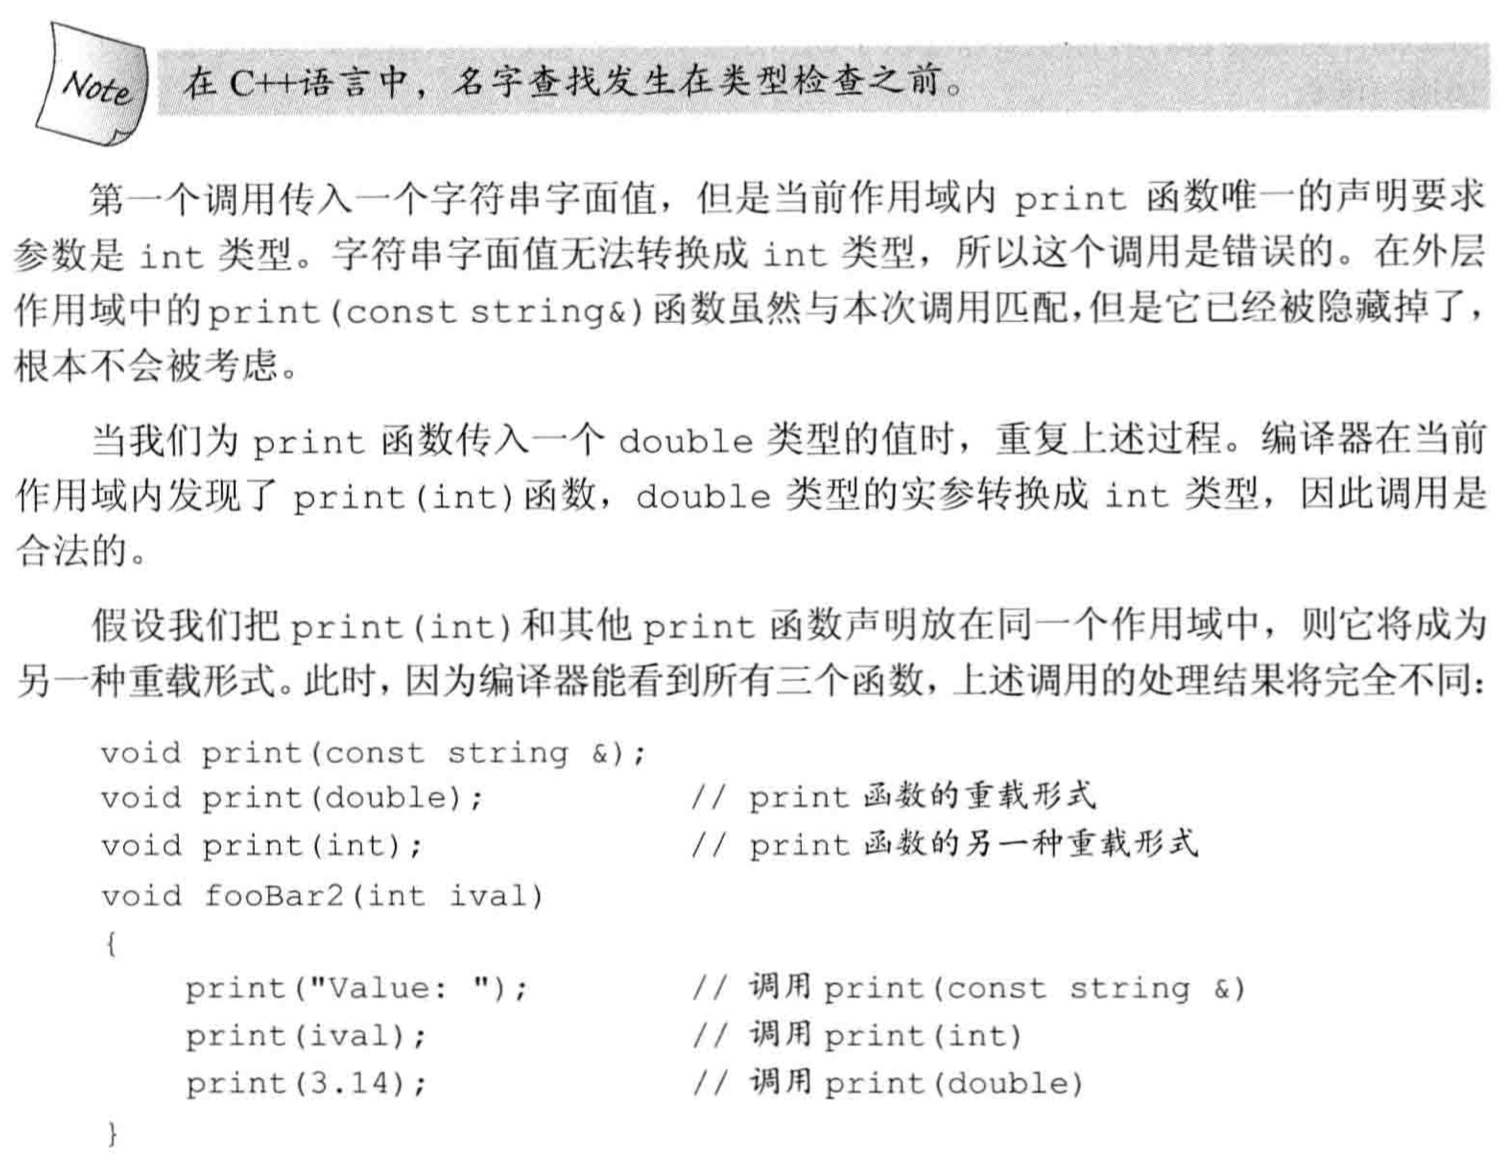 Note
在 C++语言中，名字查找发生在类型检查之前。
第一个调用传入一个字符串字面值，但是当前作用域内 print 函数唯一的声明要求
参数是 int 类型。字符串字面值无法转换成 int 类型，所以这个调用是错误的。在外层
作用域中的print(const string&)函数虽然与本次调用匹配，但是它已经被隐藏掉了，
根本不会被考虑。
当我们为 print 函数传入一个 double 类型的值时，重复上述过程。编译器在当前
作用域内发现了 print(int)函数，double 类型的实参转换成 int 类型，因此调用是
合法的。
假设我们把 print(int)和其他 print 函数声明放在同一个作用域中，则它将成为
另一种重载形式。此时，因为编译器能看到所有三个函数，上述调用的处理结果将完全不同：
void print(const string &);
void print(double); // print 函数的重载形式
void print(int); // print 函数的另一种重载形式
void fooBar2(int ival)
{
print("Value: "); // 调用 print(const string &)
print(ival); // 调用 print(int)
print(3.14); // 调用 print(double)
}